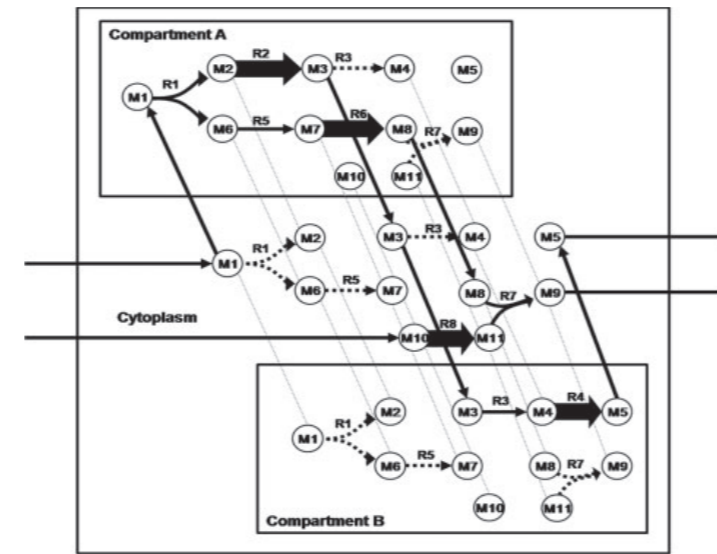 Compartment A
R2 R3
M2 M3 M4 M5
R1
M1
R5 R6 R7
M6 M7 M8 M9
M10 M11
R1 M2 M3 R3 M4 M5
M1
R5 M8 R7 M9
M6 M7
Cytoplasm
R8
M10 M11
R3 R4
R1 M2 M3 M4 M5
M1
R5 R7
M6 M7 M8 M9
M10 M11
Compartment B